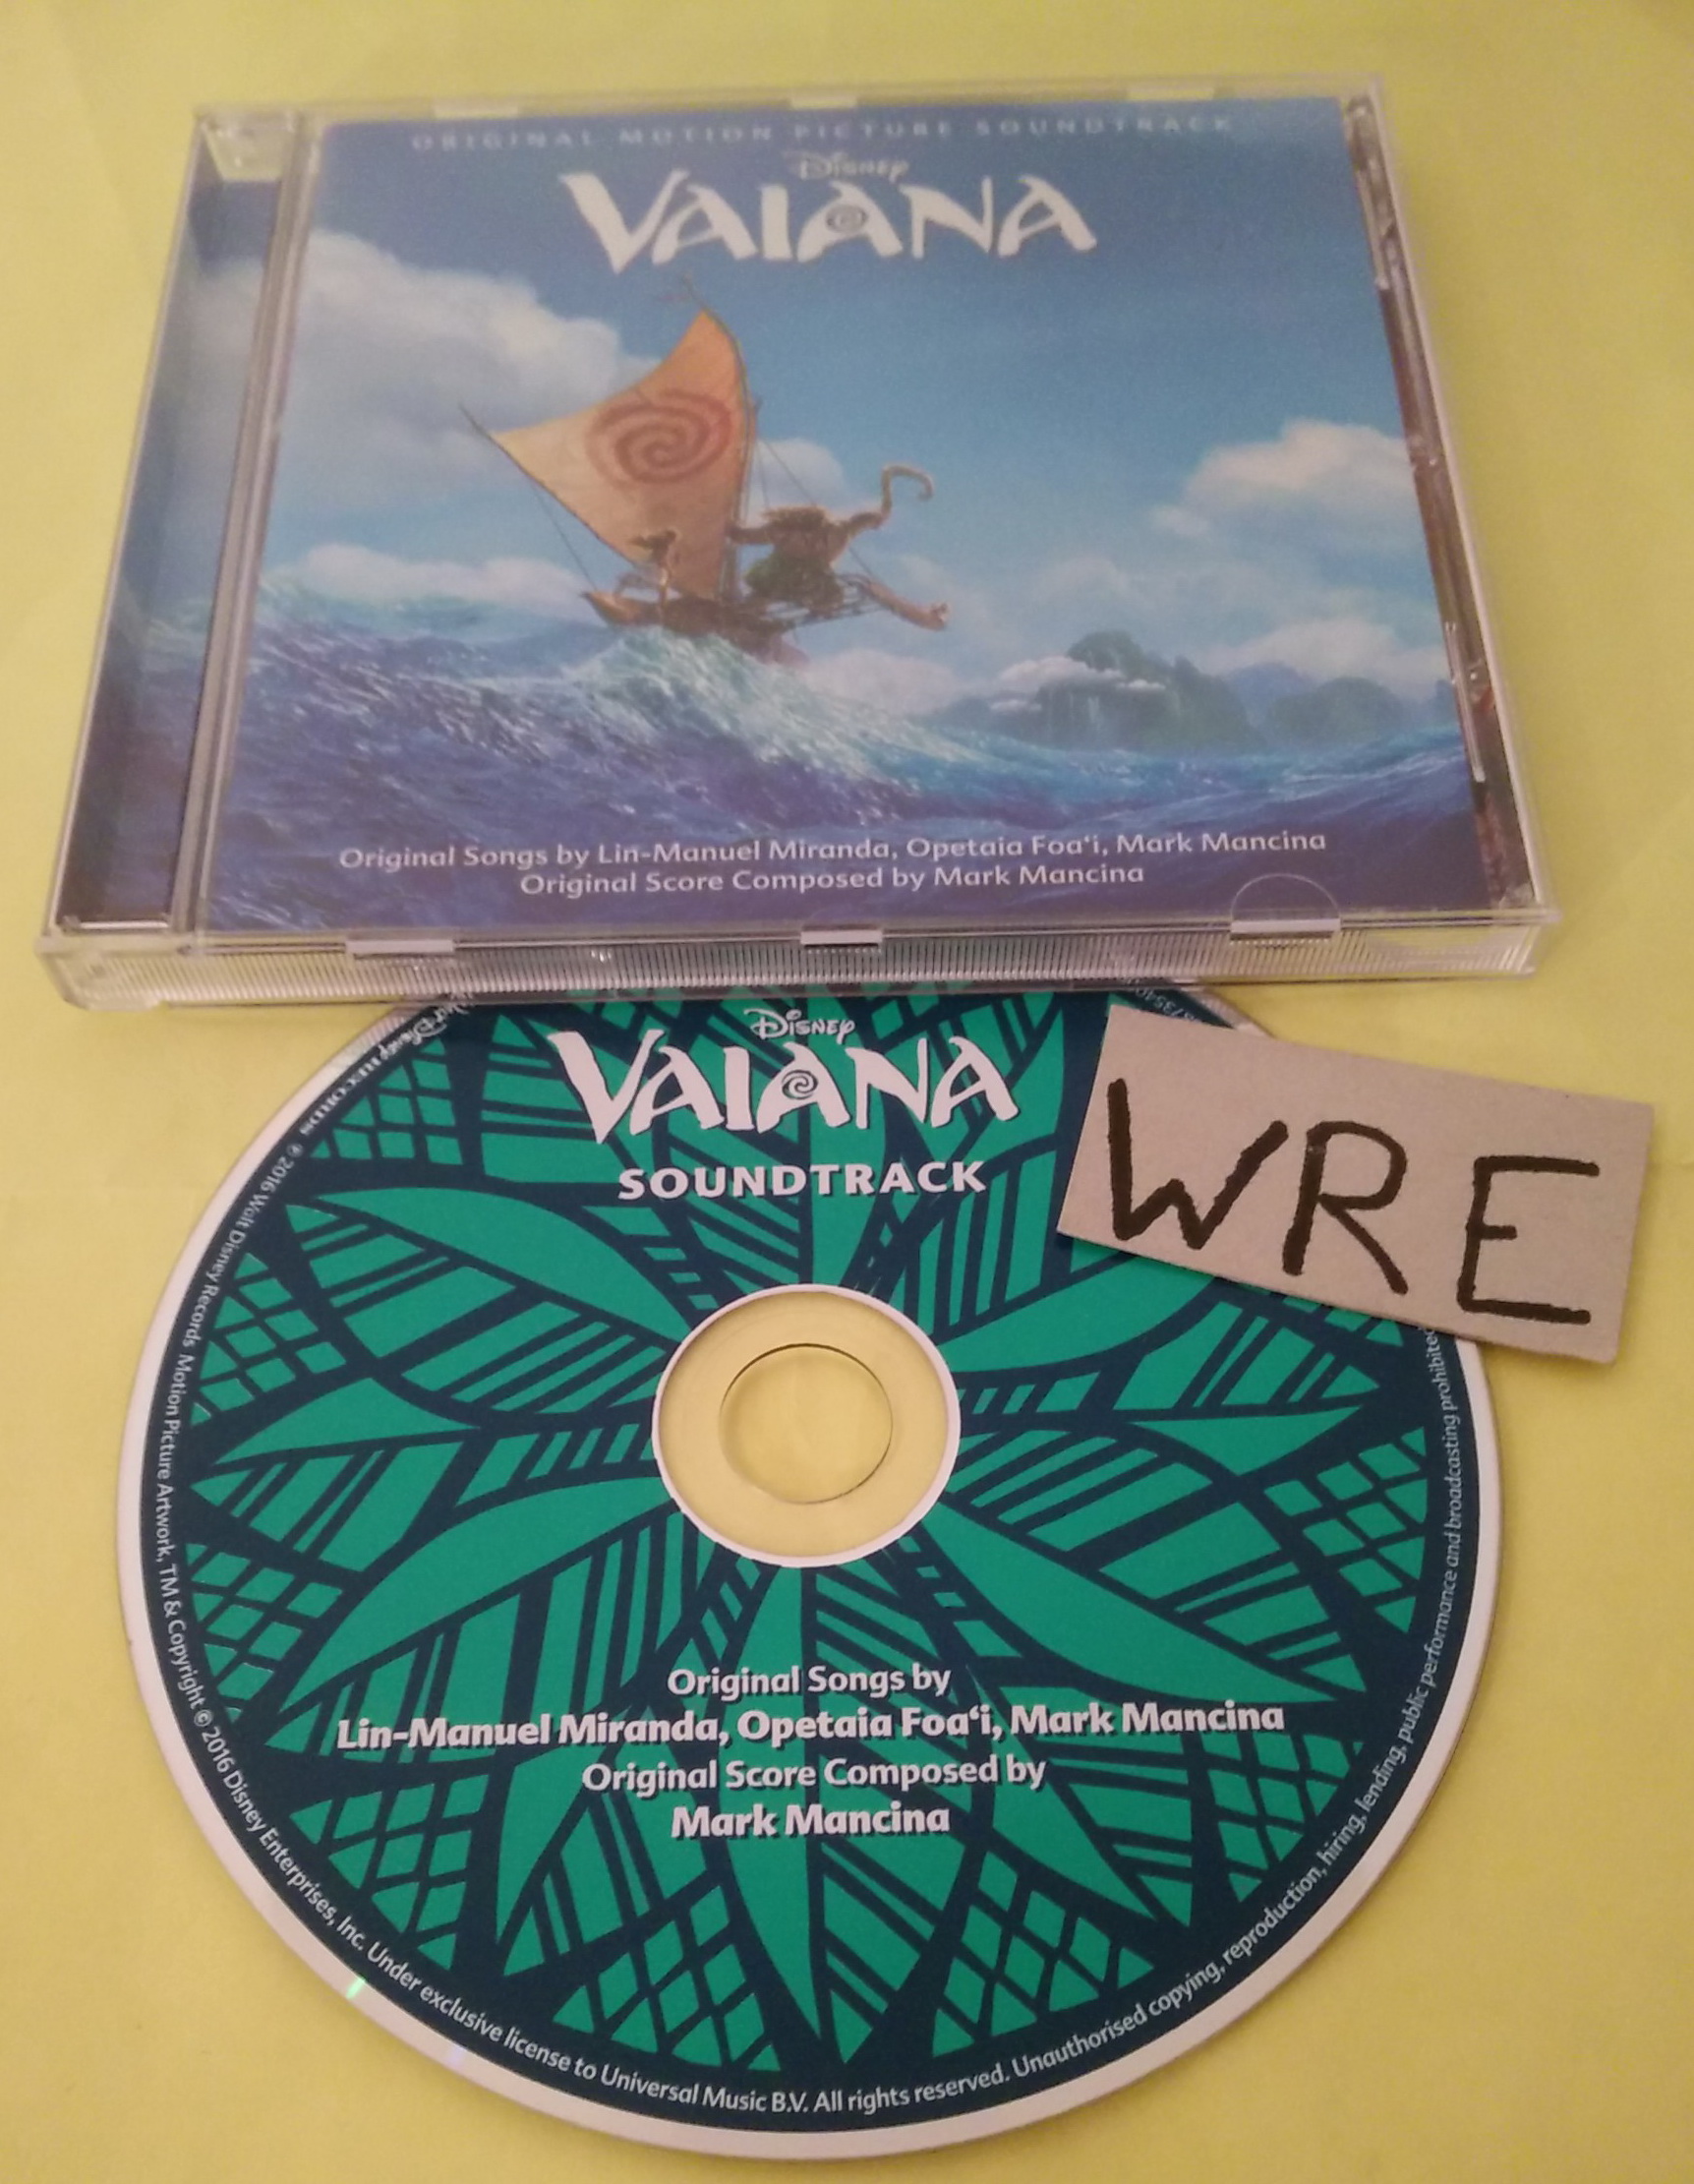 ORIGINAL MOTION PICTURE SOUNDTRACK
Disney
VAIANA
Original Songs by Lin-Manuel Miranda, Opetaia Foa‘i, Mark Mancina
Original Score Composed by Mark Mancina
Disney
VAIANA
SOUNDTRACK
WRE
Original Songs by
Lin-Manuel Miranda, Opetaia Foa‘i, Mark Mancina
Original Score Composed by
Mark Mancina
RECORDS ℗ 2016 Walt Disney Records Motion Picture Artwork, TM & Copyright © 2016 Disney Enterprises, Inc. Under exclusive license to Universal Music B.V. All rights reserved. Unauthorised copying, reproduction, hiring, lending, public performance and broadcasting prohibited